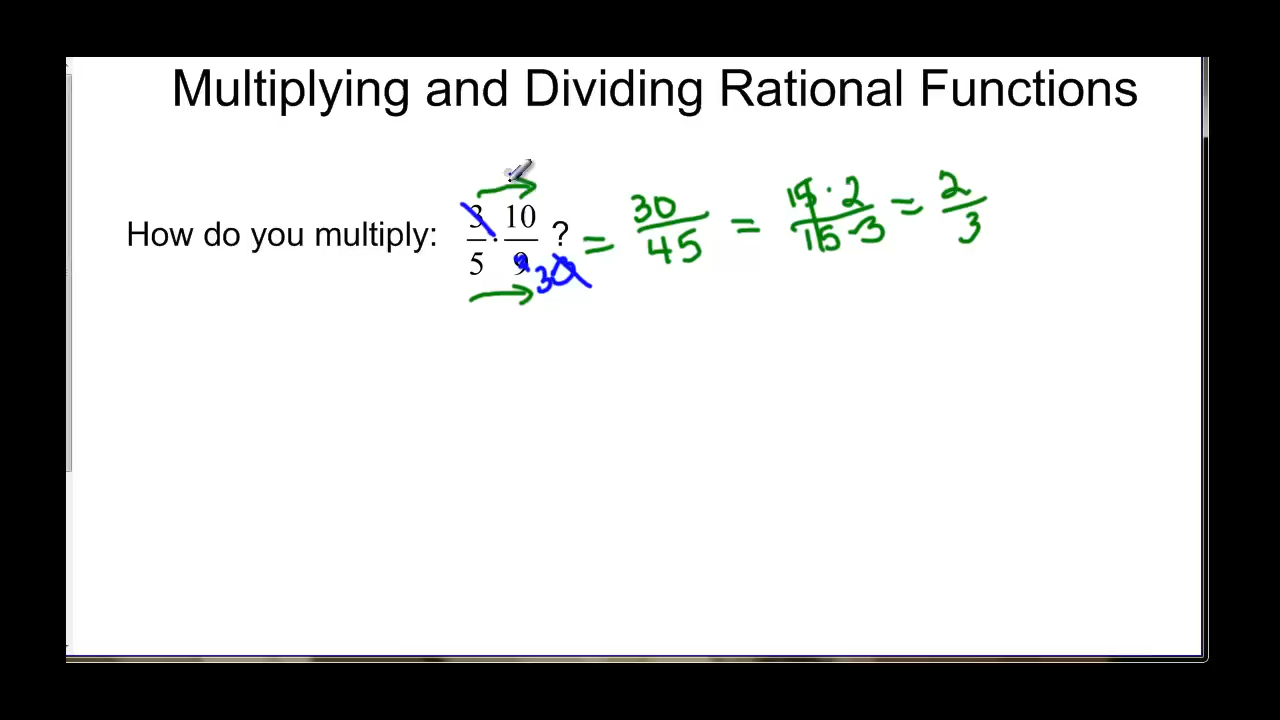 Multiplying and Dividing Rational Functions
How do you multiply: 3/5 · 10/9 ? = 30/45 = 15·2/15·3 = 2/3
3